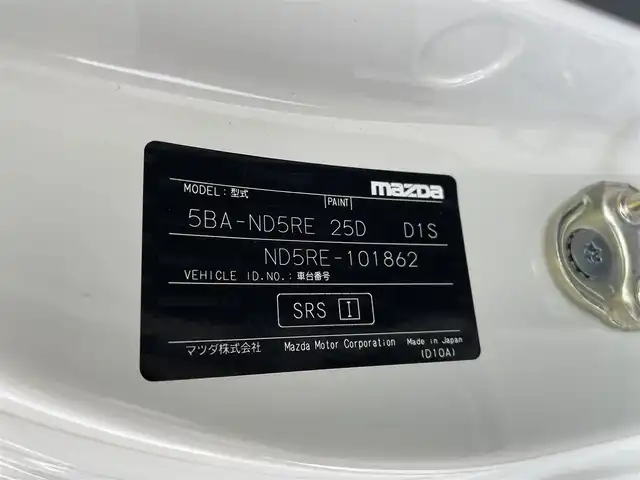 mazda
MODEL:型式 PAINT
5BA-ND5RE 25D D1S
ND5RE-101862
VEHICLE ID.NO.:車台番号
SRS I
マツダ株式会社 Mazda Motor Corporation Made in Japan
(D10A)